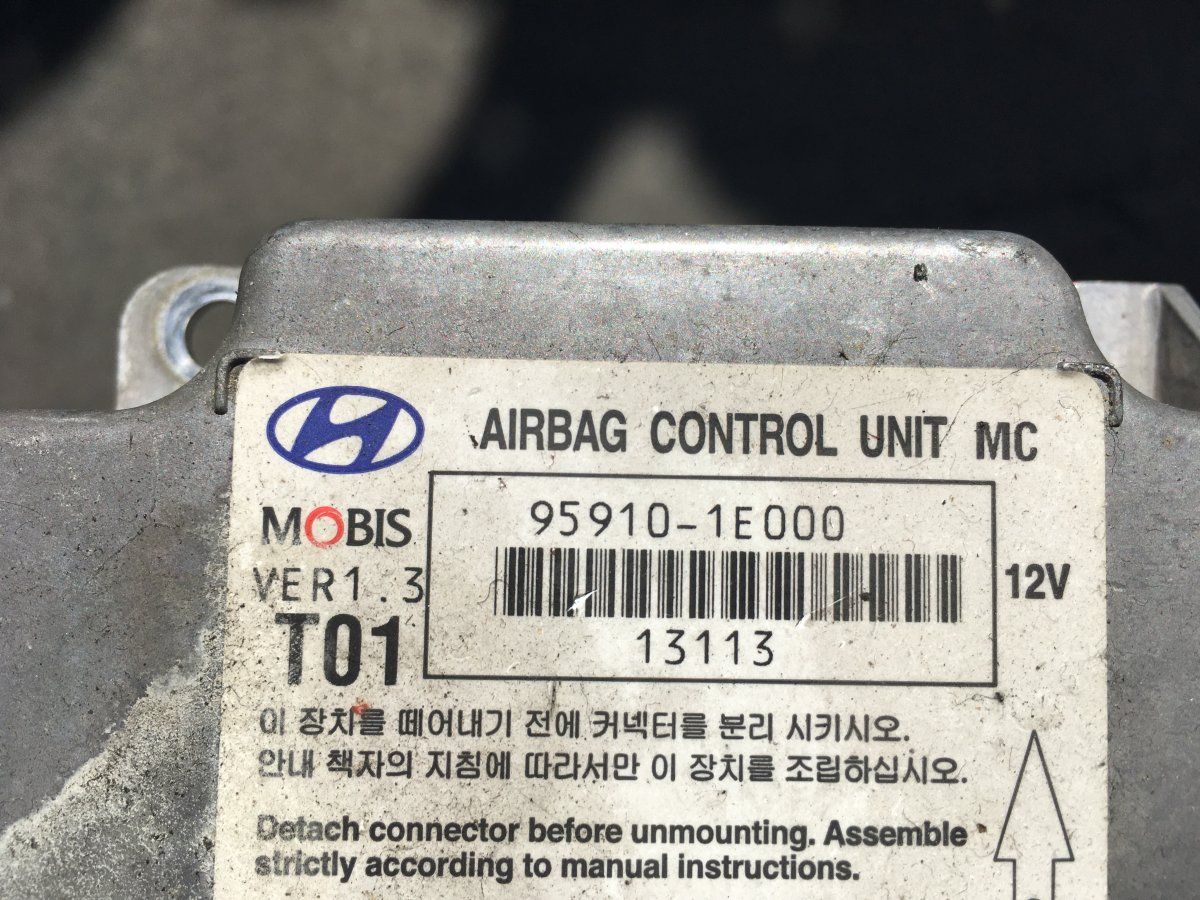 AIRBAG CONTROL UNIT MC
MOBIS
95910-1E000
VER1.3
12V
T01
13113
이 장치를 떼어내기 전에 커넥터를 분리 시키시오.
안내 책자의 지침에 따라서만 이 장치를 조립하십시오.
Detach connector before unmounting. Assemble
strictly according to manual instructions.